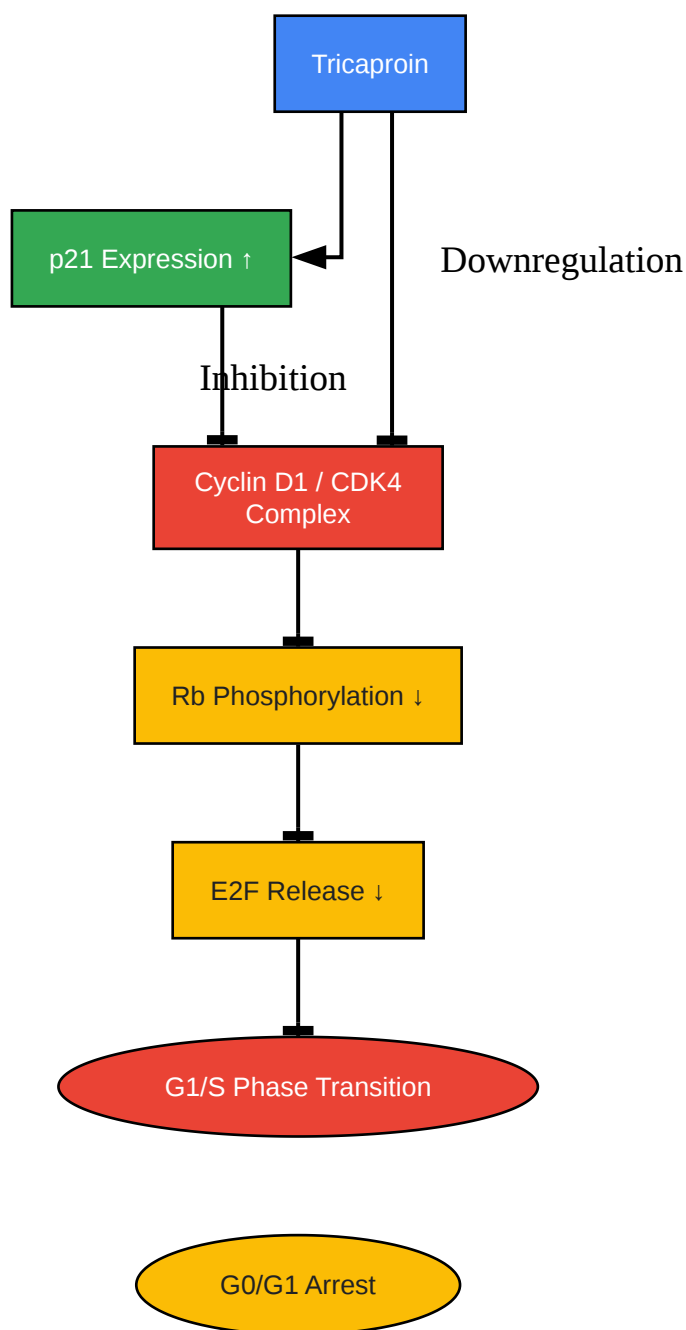 Tricaproin
p21 Expression ↑
Downregulation
Inhibition
Cyclin D1 / CDK4
Complex
Rb Phosphorylation ↓
E2F Release ↓
G1/S Phase Transition
G0/G1 Arrest